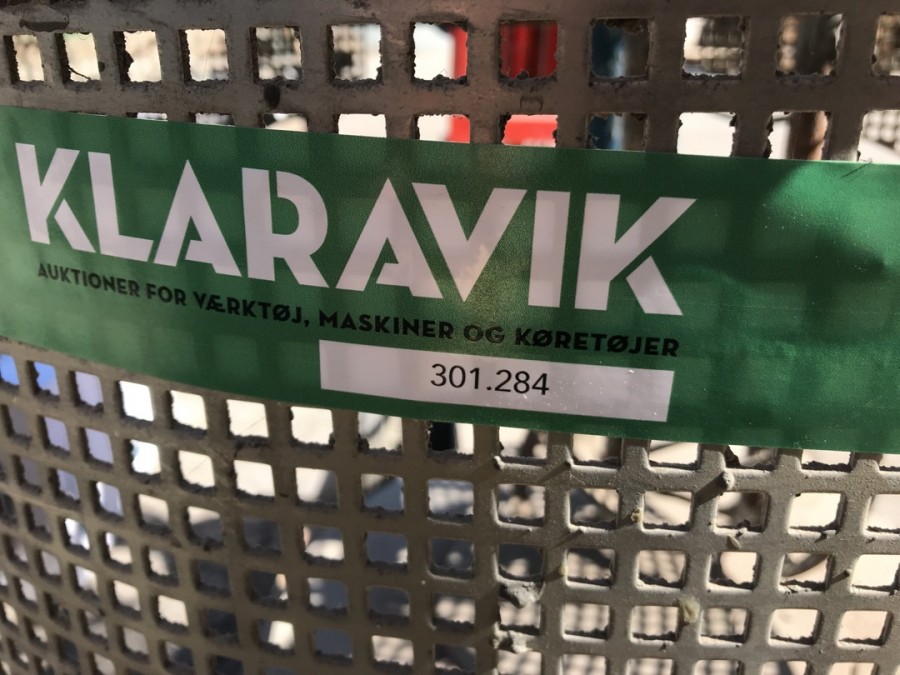 KLARAVIK
AUKTIONER FOR VÆRKTØJ, MASKINER OG KØRETØJER
301.284